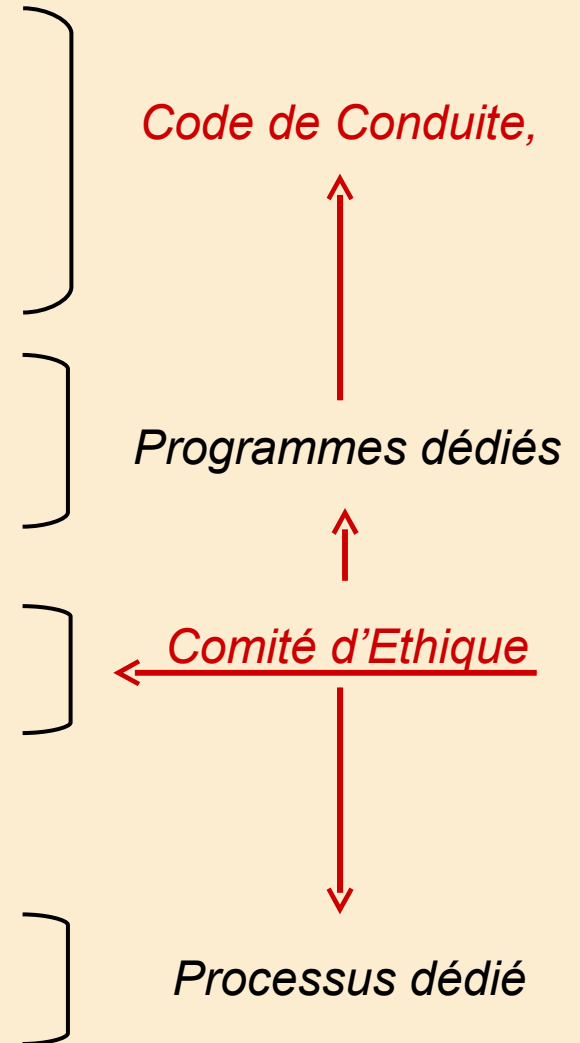 Code de Conduite,
Programmes dédiés
Comité d’Ethique
Processus dédié